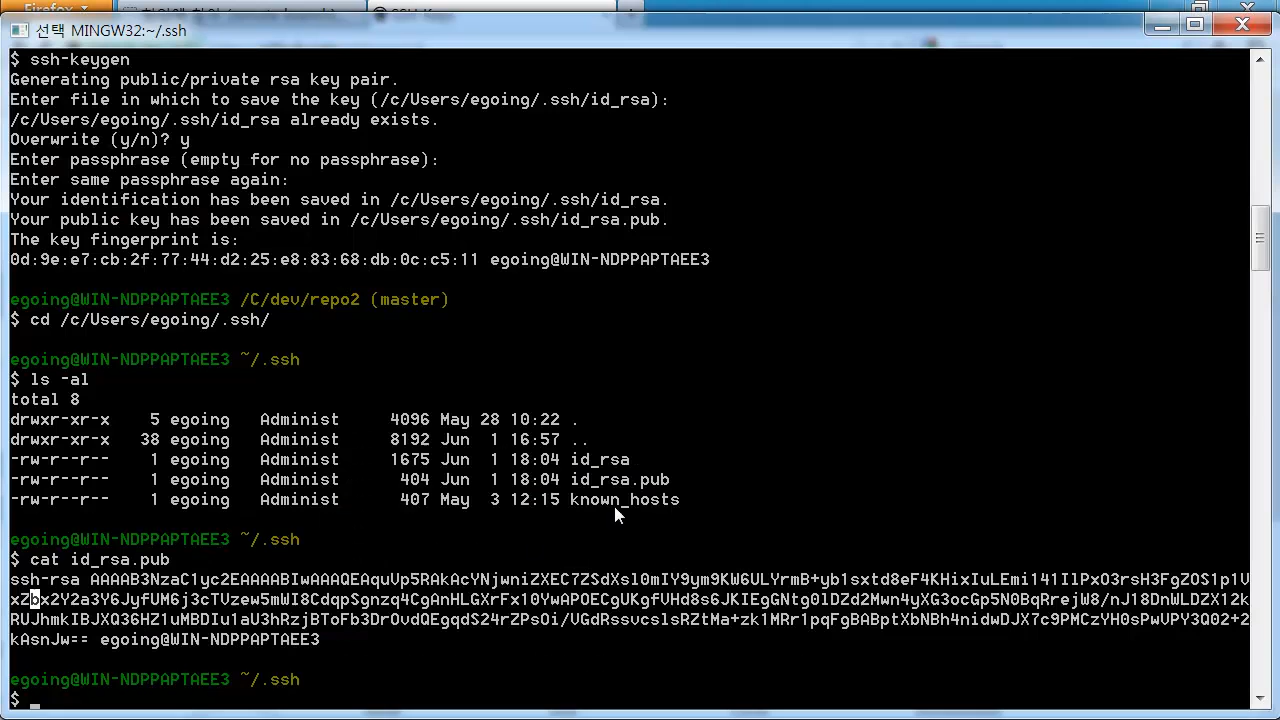 Firefox
선택 MINGW32:~/.ssh
$ ssh-keygen
Generating public/private rsa key pair.
Enter file in which to save the key (/c/Users/egoing/.ssh/id_rsa):
/c/Users/egoing/.ssh/id_rsa already exists.
Overwrite (y/n)? y
Enter passphrase (empty for no passphrase):
Enter same passphrase again:
Your identification has been saved in /c/Users/egoing/.ssh/id_rsa.
Your public key has been saved in /c/Users/egoing/.ssh/id_rsa.pub.
The key fingerprint is:
0d:9e:e7:cb:2f:77:44:d2:25:e8:83:68:db:0c:c5:11 egoing@WIN-NDPPAPTAEE3
egoing@WIN-NDPPAPTAEE3 /C/dev/repo2 (master)
$ cd /c/Users/egoing/.ssh/
egoing@WIN-NDPPAPTAEE3 ~/.ssh
$ ls -al
total 8
drwxr-xr-x 5 egoing Administ 4096 May 28 10:22 .
drwxr-xr-x 38 egoing Administ 8192 Jun 1 16:57 ..
-rw-r--r-- 1 egoing Administ 1675 Jun 1 18:04 id_rsa
-rw-r--r-- 1 egoing Administ 404 Jun 1 18:04 id_rsa.pub
-rw-r--r-- 1 egoing Administ 407 May 3 12:15 known_hosts
egoing@WIN-NDPPAPTAEE3 ~/.ssh
$ cat id_rsa.pub
ssh-rsa AAAAB3NzaC1yc2EAAAABIwAAAQEAquVp5RAkAcYNjwniZXEC7ZSdXsl0mIY9ym9KW6ULYrmB+yb1sxtd8eF4KHixIuLEmi141IlPxO3rsH3FgZOS1p1V
xZbx2Y2a3Y6JyfUM6j3cTVzew5mWI8CdqpSgnzq4CgAnHLGXrFx10YwAPOECgUKgfVHd8s6JKIEgGNtg0lDZd2Mwn4yXG3ocGp5N0BqRrejW8/nJ18DnWLDZX12k
RUJhmkIBJXQ36HZ1uMBDIu1aU3hRzjBToFb3DrOvdQEgqdS24rZPsOi/VGdRssvcslsRZtMa+zk1MRr1pqFgBABptXbNBh4nidwDJX7c9PMCzYH0sPwVPY3Q02+2
kAsnJw== egoing@WIN-NDPPAPTAEE3
egoing@WIN-NDPPAPTAEE3 ~/.ssh
$